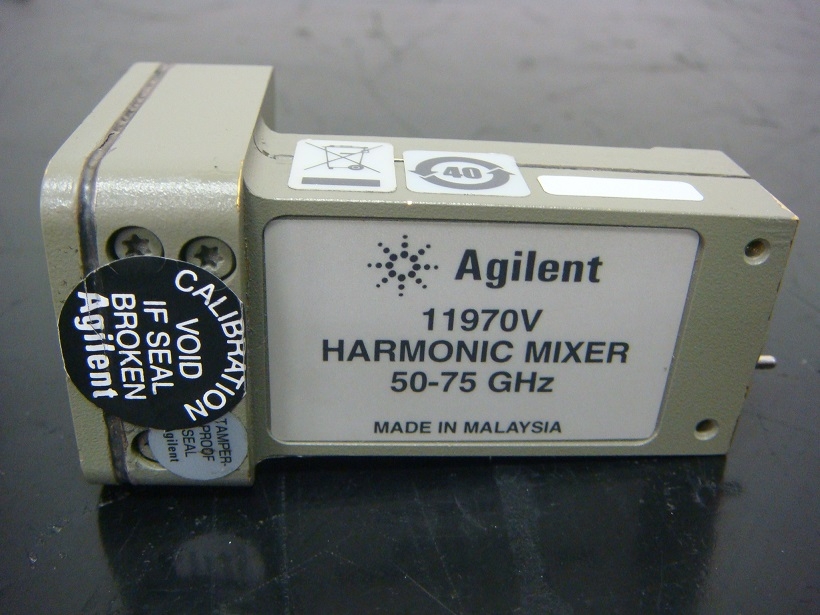 40
Agilent
11970V
HARMONIC MIXER
50-75 GHz
MADE IN MALAYSIA
CALIBRATION
VOID
IF SEAL
BROKEN
Agilent
TAMPER-
PROOF
SEAL
Agilent